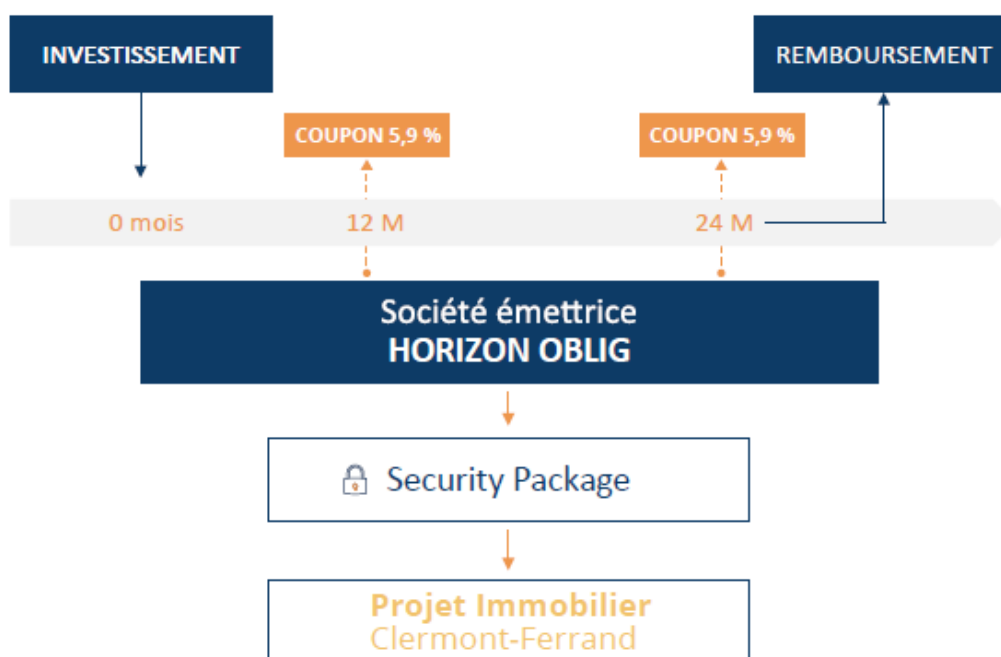 INVESTISSEMENT
REMBOURSEMENT
COUPON 5,9 %
COUPON 5,9 %
0 mois
12 M
24 M
Société émettrice
HORIZON OBLIG
Security Package
Projet Immobilier
Clermont-Ferrand